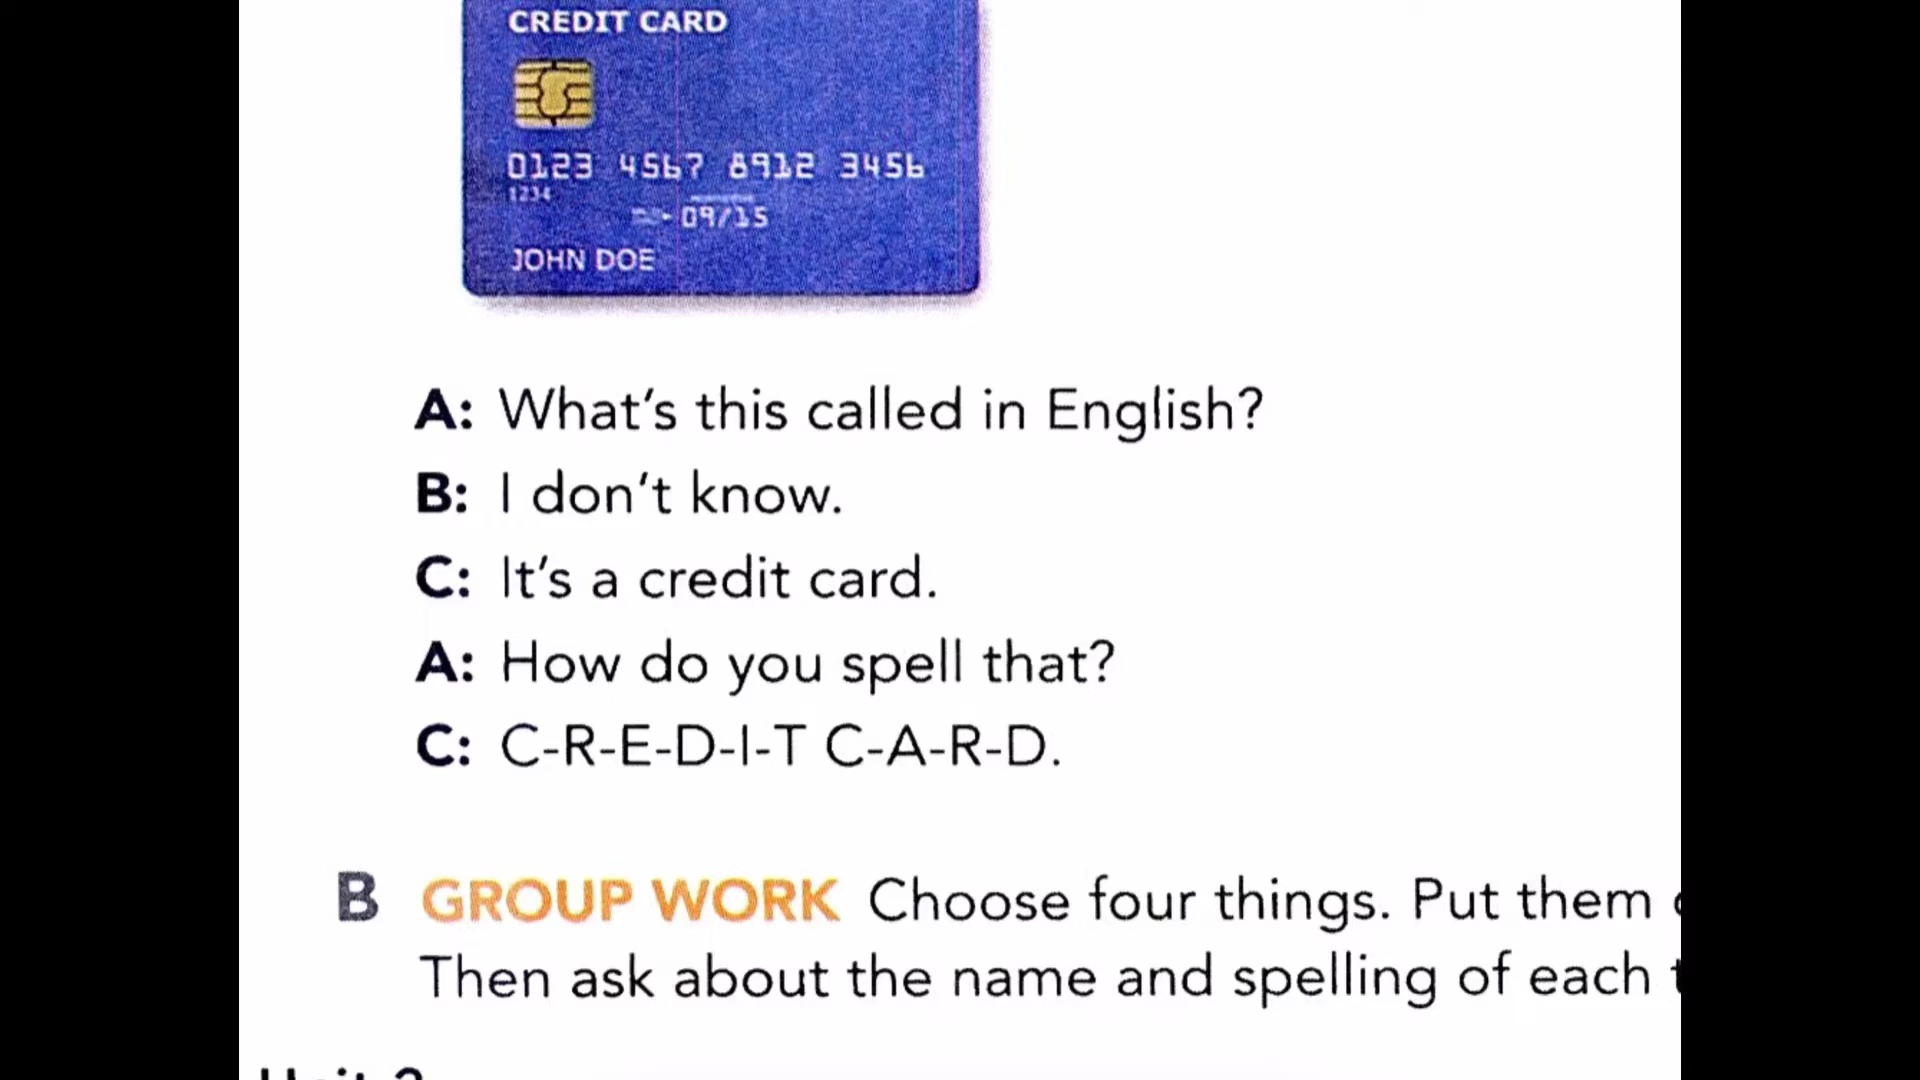 CREDIT CARD
0123 4567 8912 3456
1234
09/15
JOHN DOE
A: What's this called in English?
B: I don't know.
C: It's a credit card.
A: How do you spell that?
C: C-R-E-D-I-T C-A-R-D.
B GROUP WORK Choose four things. Put them
Then ask about the name and spelling of each